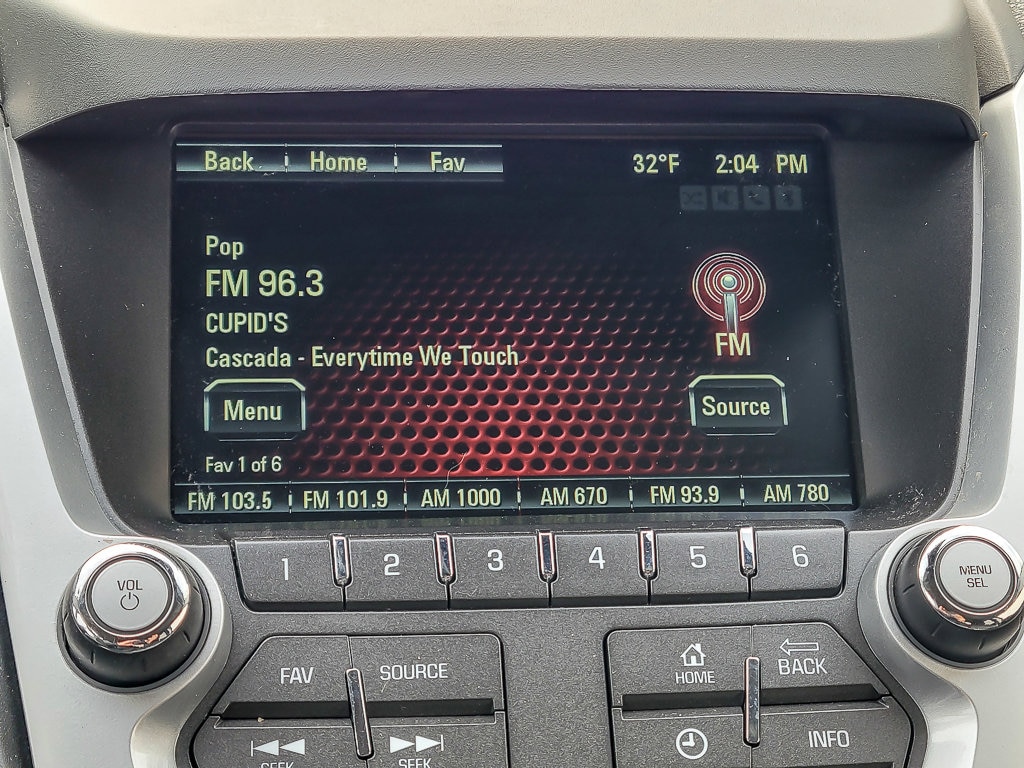 Back Home Fav 32°F 2:04 PM
Pop
FM 96.3
CUPID'S
Cascada - Everytime We Touch
FM
Menu
Source
Fav 1 of 6
FM 103.5 FM 101.9 AM 1000 AM 670 FM 93.9 AM 780
1 2 3 4 5 6
VOL
MENU
SEL
FAV SOURCE
HOME
BACK
INFO
SEEK SEEK